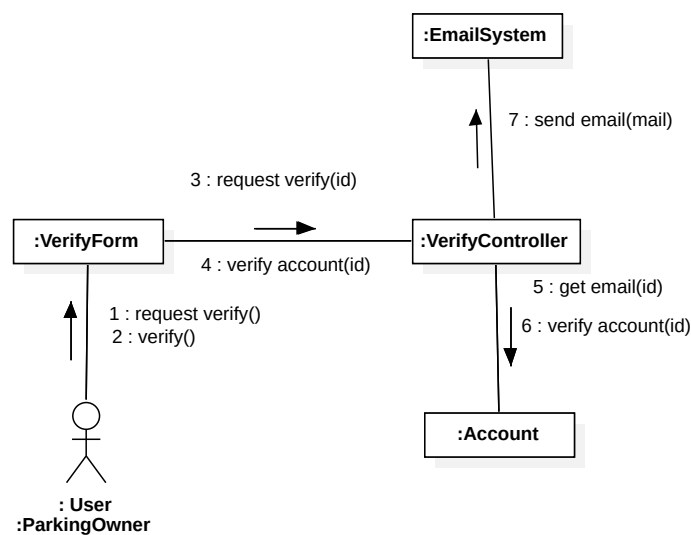 :EmailSystem
7 : send email(mail)
3 : request verify(id)
:VerifyForm
:VerifyController
4 : verify account(id)
5 : get email(id)
1 : request verify()
6 : verify account(id)
2 : verify()
:Account
: User
:ParkingOwner